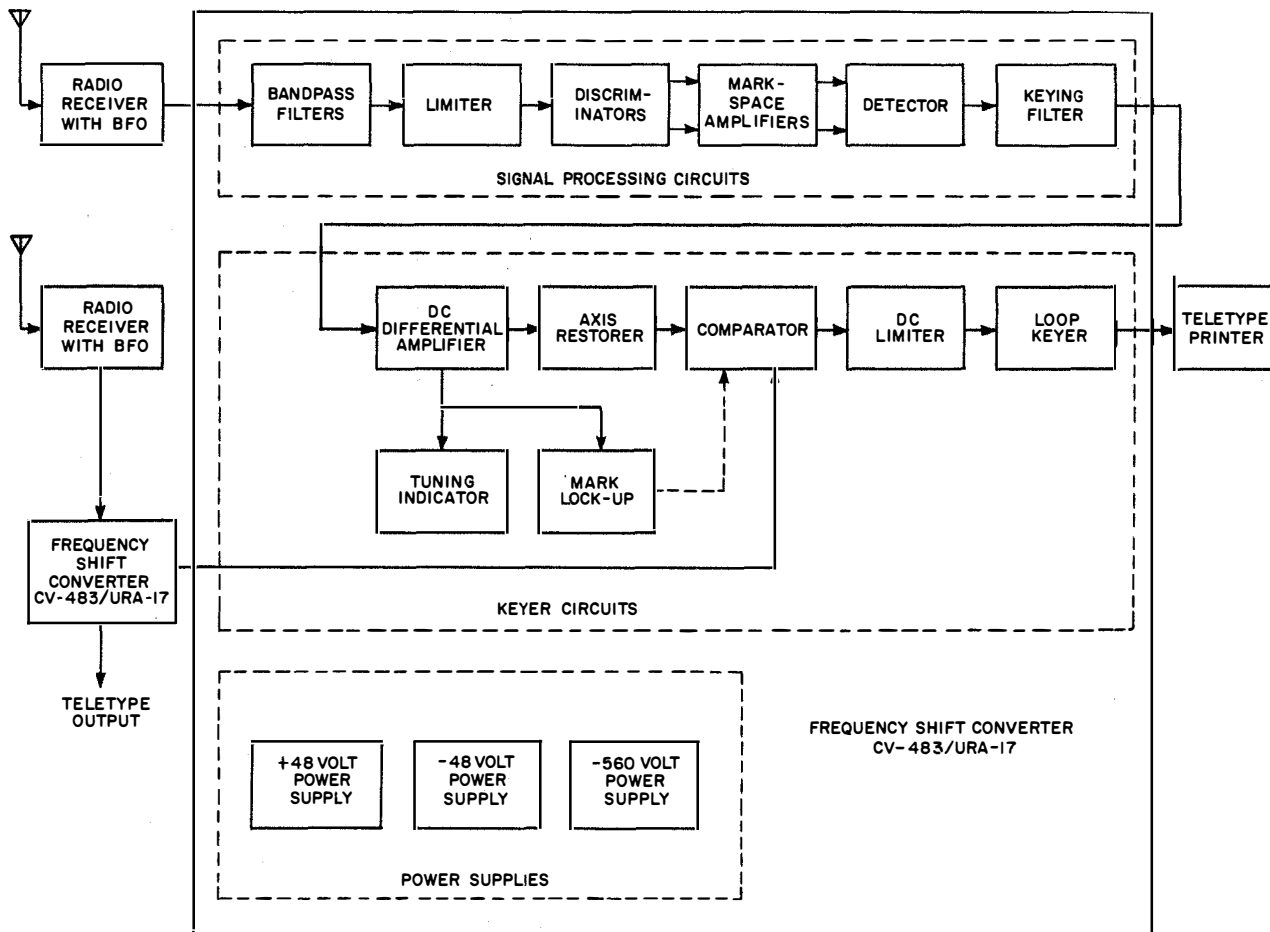 RADIO
RECEIVER
WITH BFO
BANDPASS
FILTERS
LIMITER
DISCRIM-
INATORS
MARK-
SPACE
AMPLIFIERS
DETECTOR
KEYING
FILTER
SIGNAL PROCESSING CIRCUITS
RADIO
RECEIVER
WITH BFO
DC
DIFFERENTIAL
AMPLIFIER
AXIS
RESTORER
COMPARATOR
DC
LIMITER
LOOP
KEYER
TELETYPE
PRINTER
TUNING
INDICATOR
MARK
LOCK-UP
FREQUENCY
SHIFT
CONVERTER
CV-483/URA-17
KEYER CIRCUITS
TELETYPE
OUTPUT
+48 VOLT
POWER
SUPPLY
-48 VOLT
POWER
SUPPLY
-560 VOLT
POWER
SUPPLY
POWER SUPPLIES
FREQUENCY SHIFT CONVERTER
CV-483/URA-17